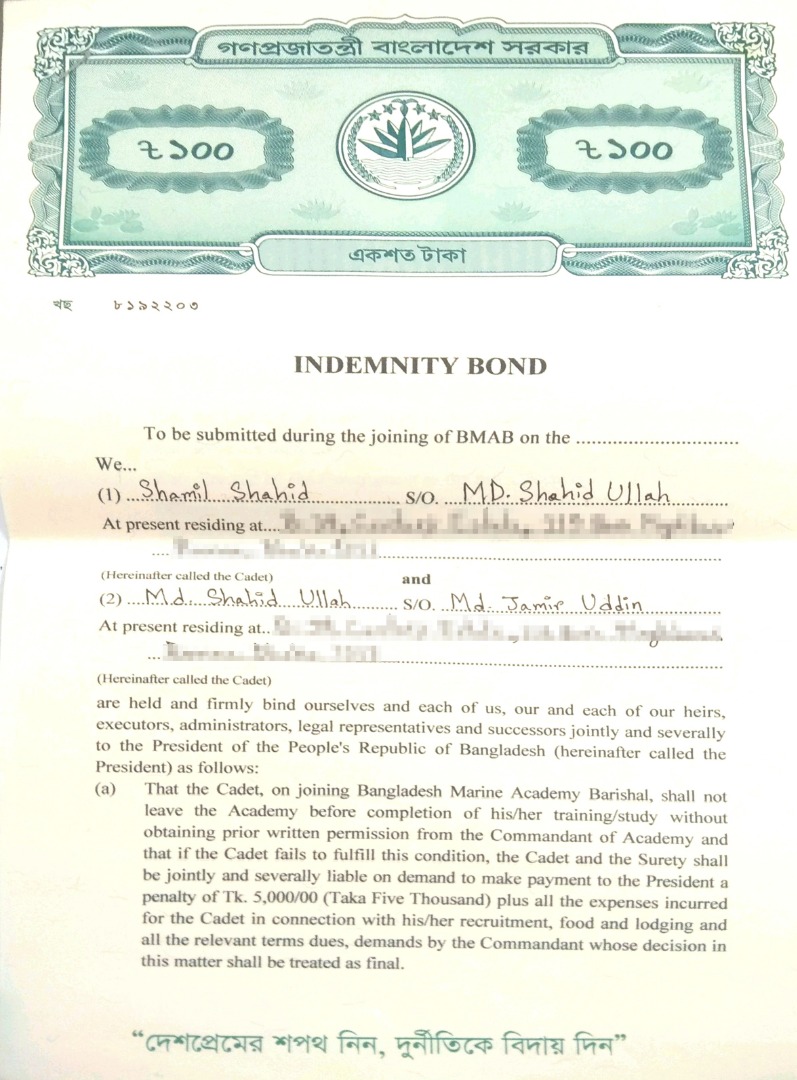 গণপ্রজাতন্ত্রী বাংলাদেশ সরকার
৳১০০ ৳১০০
একশত টাকা
খছ ৮১৯২২০৩
INDEMNITY BOND
To be submitted during the joining of BMAB on the ................................
We...
(1) ...Shamil Shahid................ S/O. ...MD. Shahid Ullah............
At present residing at....
....
(Hereinafter called the Cadet) and
(2) ...Md. Shahid Ullah.......... S/O. ..Md. Jamir Uddin................
At present residing at..
...
(Hereinafter called the Cadet)
are held and firmly bind ourselves and each of us, our and each of our heirs,
executors, administrators, legal representatives and successors jointly and severally
to the President of the People's Republic of Bangladesh (hereinafter called the
President) as follows:
(a) That the Cadet, on joining Bangladesh Marine Academy Barishal, shall not
leave the Academy before completion of his/her training/study without
obtaining prior written permission from the Commandant of Academy and
that if the Cadet fails to fulfill this condition, the Cadet and the Surety shall
be jointly and severally liable on demand to make payment to the President a
penalty of Tk. 5,000/00 (Taka Five Thousand) plus all the expenses incurred
for the Cadet in connection with his/her recruitment, food and lodging and
all the relevant terms dues, demands by the Commandant whose decision in
this matter shall be treated as final.
“দেশপ্রেমের শপথ নিন, দুর্নীতিকে বিদায় দিন”